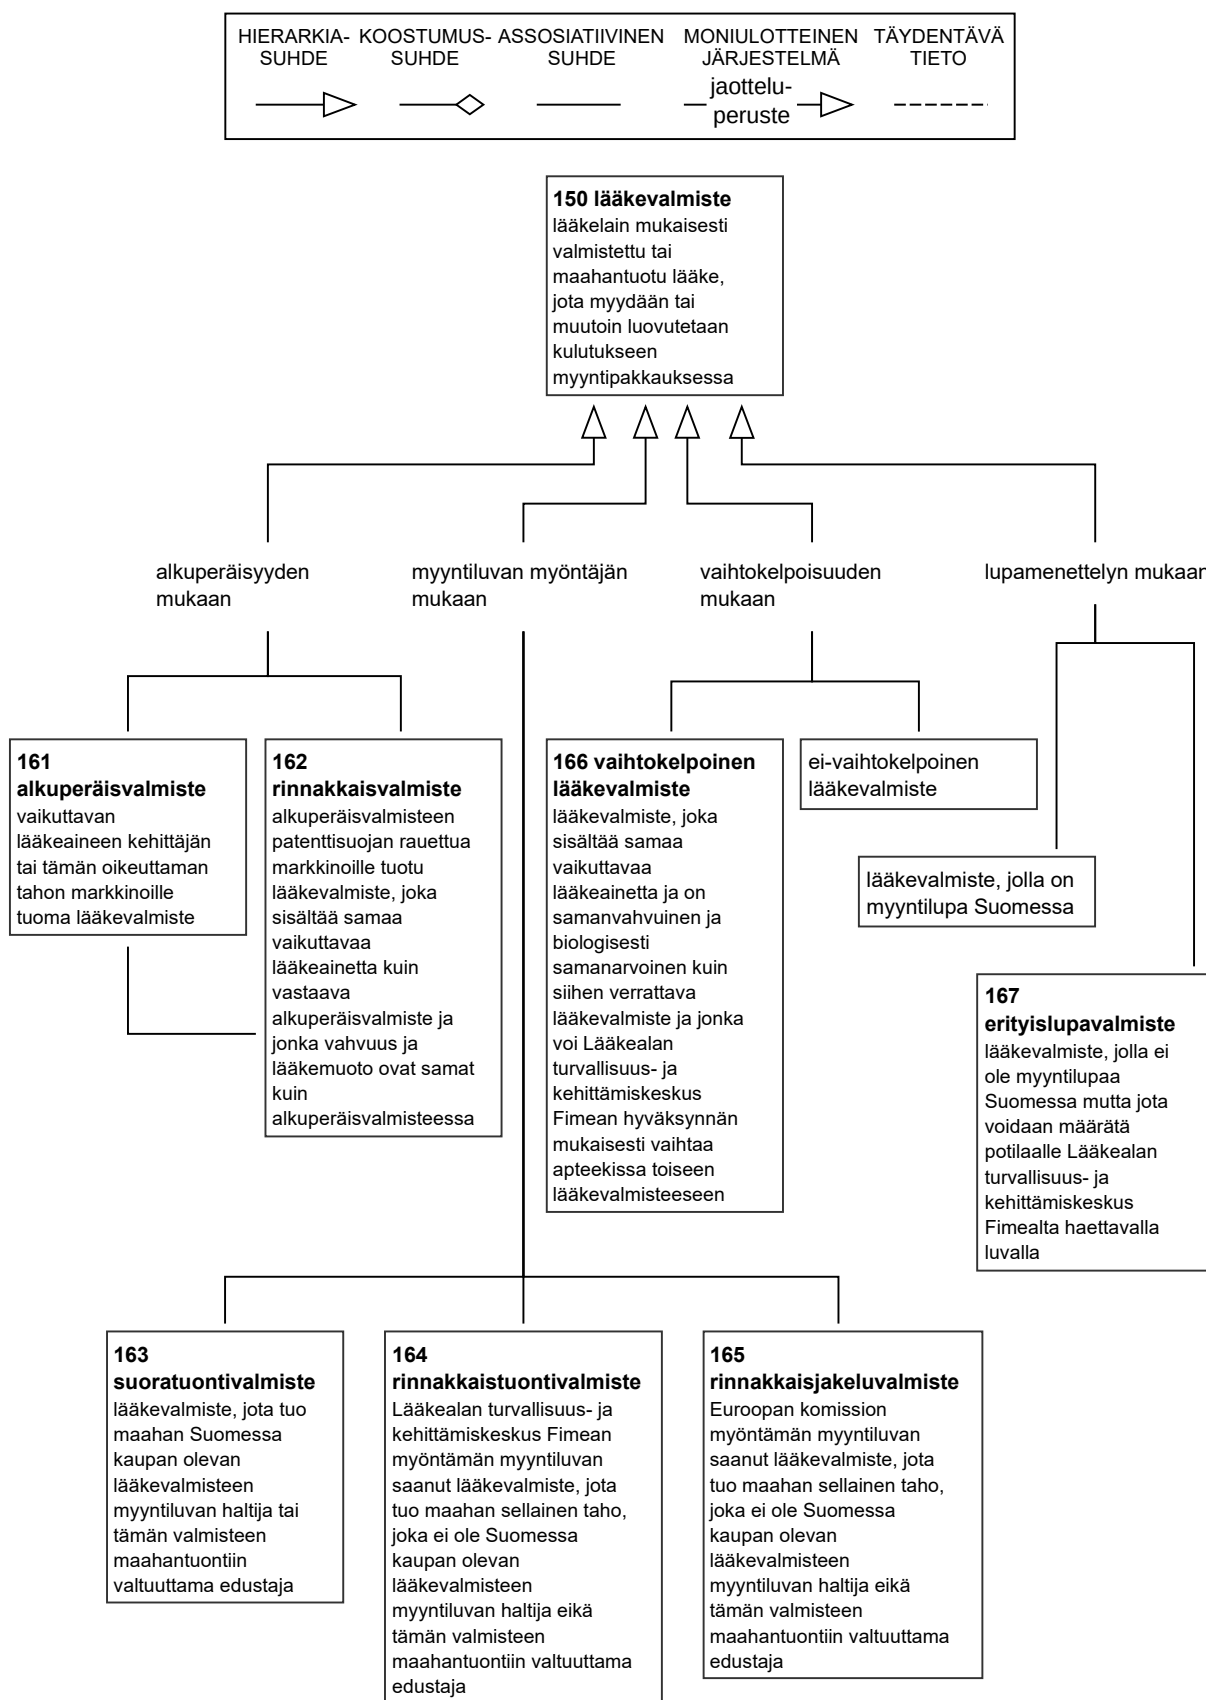 HIERARKIA-
SUHDE
KOOSTUMUS-
SUHDE
ASSOSIATIIVINEN
SUHDE
MONIULOTTEINEN
JÄRJESTELMÄ
TÄYDENTÄVÄ
TIETO
jaottelu-
peruste
150 lääkevalmiste
lääkelain mukaisesti
valmistettu tai
maahantuotu lääke,
jota myydään tai
muutoin luovutetaan
kulutukseen
myyntipakkauksessa
alkuperäisyyden
mukaan
myyntiluvan myöntäjän
mukaan
vaihtokelpoisuuden
mukaan
lupamenettelyn mukaan
161
alkuperäisvalmiste
vaikuttavan
lääkeaineen kehittäjän
tai tämän oikeuttaman
tahon markkinoille
tuoma lääkevalmiste
162
rinnakkaisvalmiste
alkuperäisvalmisteen
patenttisuojan rauettua
markkinoille tuotu
lääkevalmiste, joka
sisältää samaa
vaikuttavaa
lääkeainetta kuin
vastaava
alkuperäisvalmiste ja
jonka vahvuus ja
lääkemuoto ovat samat
kuin
alkuperäisvalmisteessa
166 vaihtokelpoinen
lääkevalmiste
lääkevalmiste, joka
sisältää samaa
vaikuttavaa
lääkeainetta ja on
samanvahvuinen ja
biologisesti
samanarvoinen kuin
siihen verrattava
lääkevalmiste ja jonka
voi Lääkealan
turvallisuus- ja
kehittämiskeskus
Fimean hyväksynnän
mukaisesti vaihtaa
apteekissa toiseen
lääkevalmisteeseen
ei-vaihtokelpoinen
lääkevalmiste
lääkevalmiste, jolla on
myyntilupa Suomessa
167
erityislupavalmiste
lääkevalmiste, jolla ei
ole myyntilupaa
Suomessa mutta jota
voidaan määrätä
potilaalle Lääkealan
turvallisuus- ja
kehittämiskeskus
Fimealta haettavalla
luvalla
163
suoratuontivalmiste
lääkevalmiste, jota tuo
maahan Suomessa
kaupan olevan
lääkevalmisteen
myyntiluvan haltija tai
tämän valmisteen
maahantuontiin
valtuuttama edustaja
164
rinnakkaistuontivalmiste
Lääkealan turvallisuus- ja
kehittämiskeskus Fimean
myöntämän myyntiluvan
saanut lääkevalmiste, jota
tuo maahan sellainen taho,
joka ei ole Suomessa
kaupan olevan
lääkevalmisteen
myyntiluvan haltija eikä
tämän valmisteen
maahantuontiin valtuuttama
edustaja
165
rinnakkaisjakeluvalmiste
Euroopan komission
myöntämän myyntiluvan
saanut lääkevalmiste, jota
tuo maahan sellainen taho,
joka ei ole Suomessa
kaupan olevan
lääkevalmisteen
myyntiluvan haltija eikä
tämän valmisteen
maahantuontiin valtuuttama
edustaja